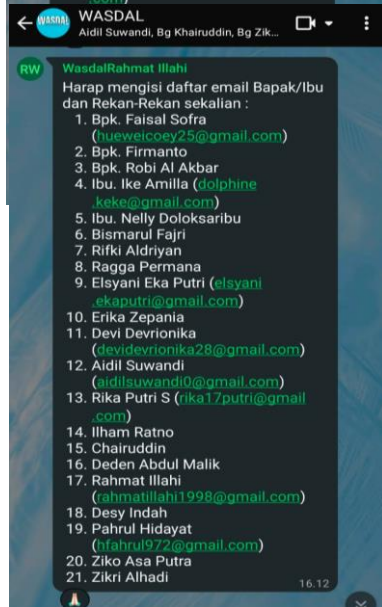 .com)
WASDAL
WASDAL
Aidil Suwandi, Bg Khairuddin, Bg Zik...
RW
WasdalRahmat Illahi
Harap mengisi daftar email Bapak/Ibu
dan Rekan-Rekan sekalian :
1. Bpk. Faisal Sofra
(hueweicoey25@gmail.com)
2. Bpk. Firmanto
3. Bpk. Robi Al Akbar
4. Ibu. Ike Amilla (dolphine
.keke@gmail.com)
5. Ibu. Nelly Doloksaribu
6. Bismarul Fajri
7. Rifki Aldriyan
8. Ragga Permana
9. Elsyani Eka Putri (elsyani
.ekaputri@gmail.com)
10. Erika Zepania
11. Devi Devrionika
(devidevrionika28@gmail.com)
12. Aidil Suwandi
(aidilsuwandi0@gmail.com)
13. Rika Putri S (rika17putri@gmail
.com)
14. Ilham Ratno
15. Chairuddin
16. Deden Abdul Malik
17. Rahmat Illahi
(rahmatillahi1998@gmail.com)
18. Desy Indah
19. Pahrul Hidayat
(hfahrul972@gmail.com)
20. Ziko Asa Putra
21. Zikri Alhadi
16.12